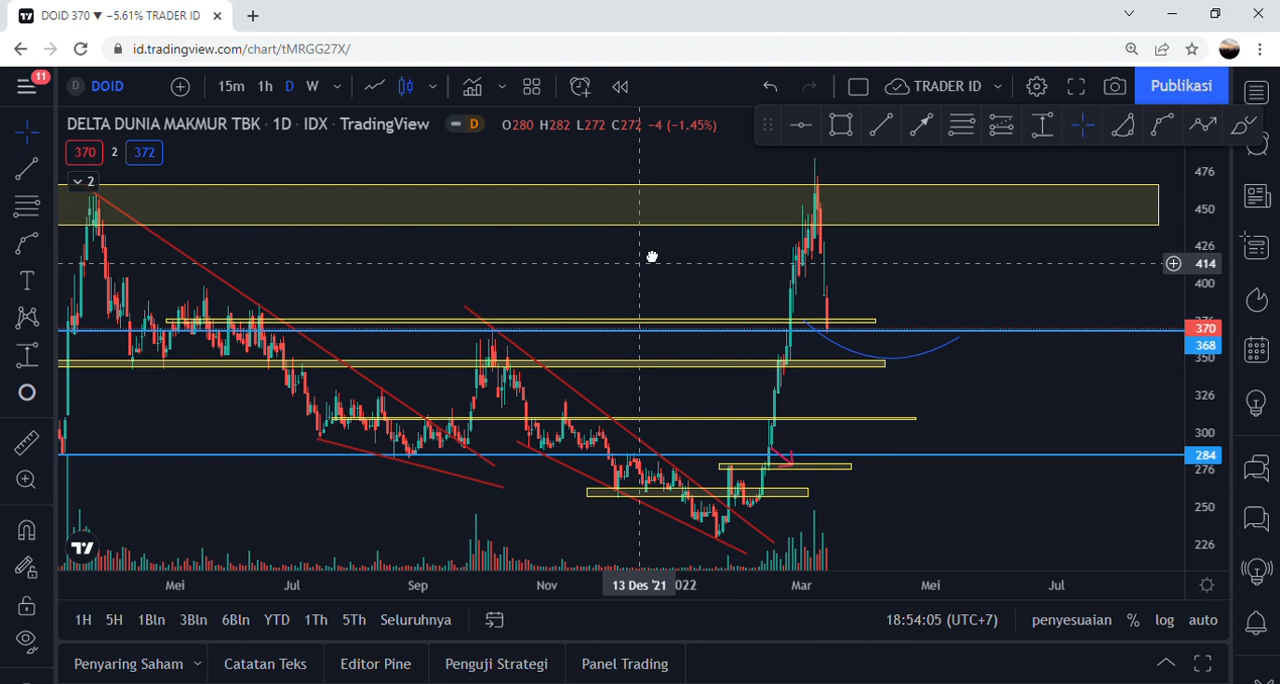 DOID 370 ▼ −5.61% TRADER ID
id.tradingview.com/chart/tMRGG27X/
11
D DOID 15m 1h D W TRADER ID Publikasi
DELTA DUNIA MAKMUR TBK · 1D · IDX · TradingView D O280 H282 L272 C272 −4 (−1.45%)
370 2 372
2
476
450
426
414
400
370
368
350
326
300
284
276
250
226
Mei Jul Sep Nov 13 Des '21 2022 Mar Mei Jul
1H 5H 1Bln 3Bln 6Bln YTD 1Th 5Th Seluruhnya 18:54:05 (UTC+7) penyesuaian % log auto
Penyaring Saham Catatan Teks Editor Pine Penguji Strategi Panel Trading